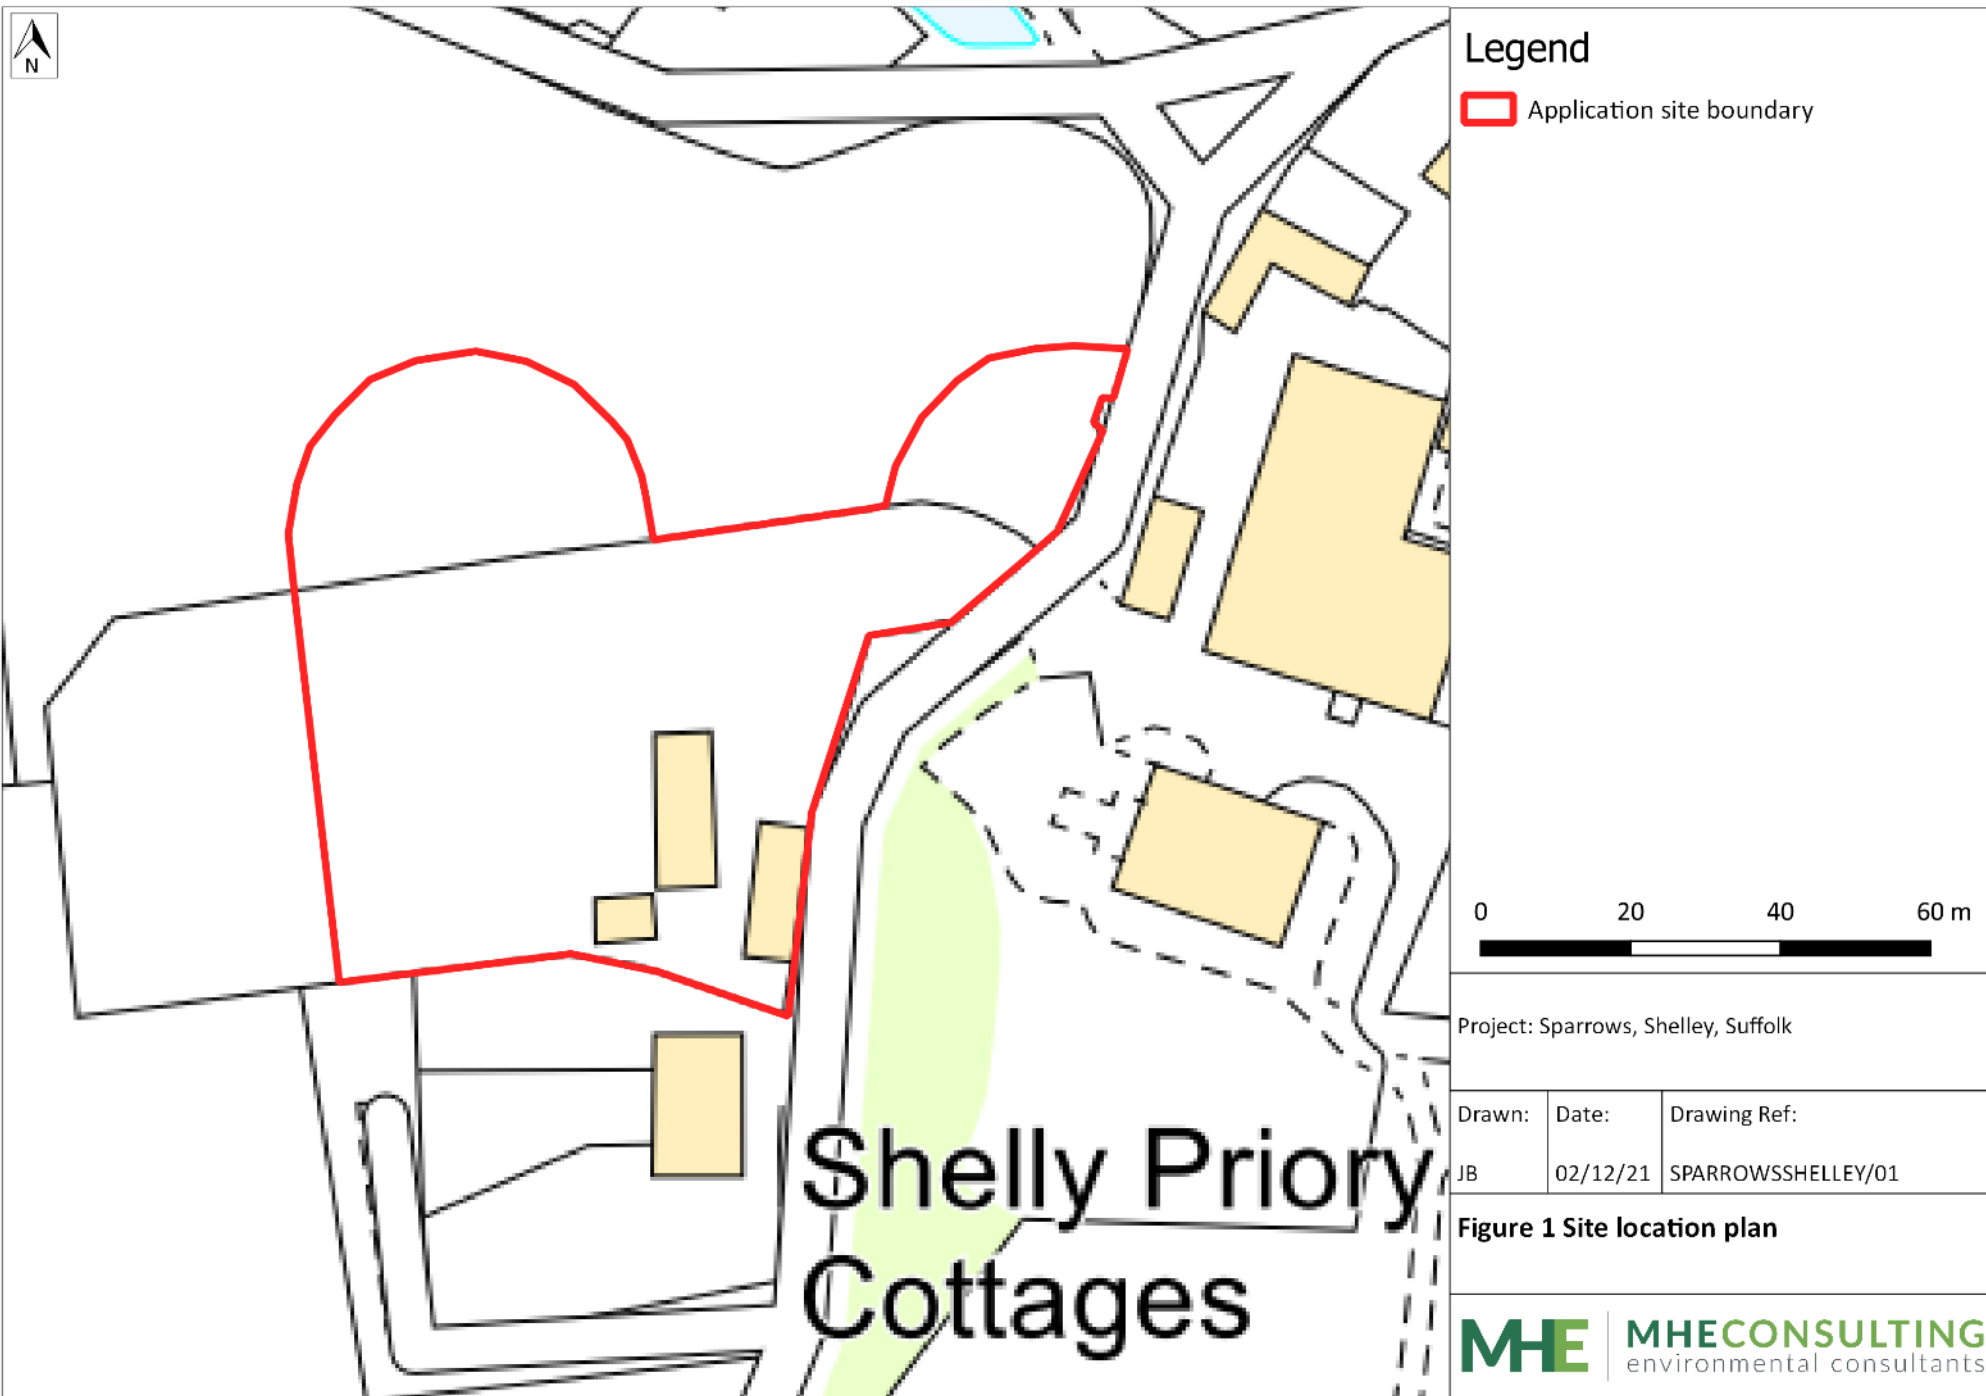 N
Shelly Priory
Cottages
Legend
Application site boundary
0 20 40 60 m
Project: Sparrows, Shelley, Suffolk
Drawn: Date: Drawing Ref:
JB 02/12/21 SPARROWSSHELLEY/01
Figure 1 Site location plan
MHE MHECONSULTING
environmental consultants